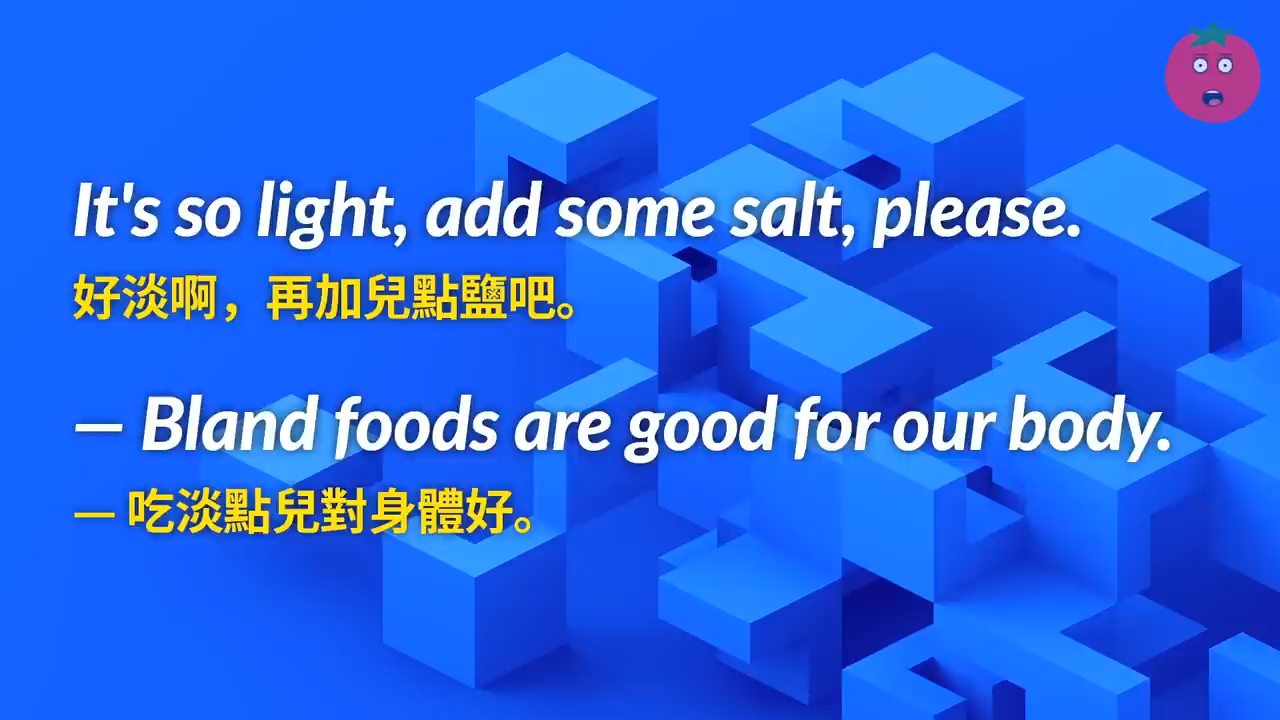 It's so light, add some salt, please.
好淡啊，再加兒點鹽吧。
— Bland foods are good for our body.
— 吃淡點兒對身體好。